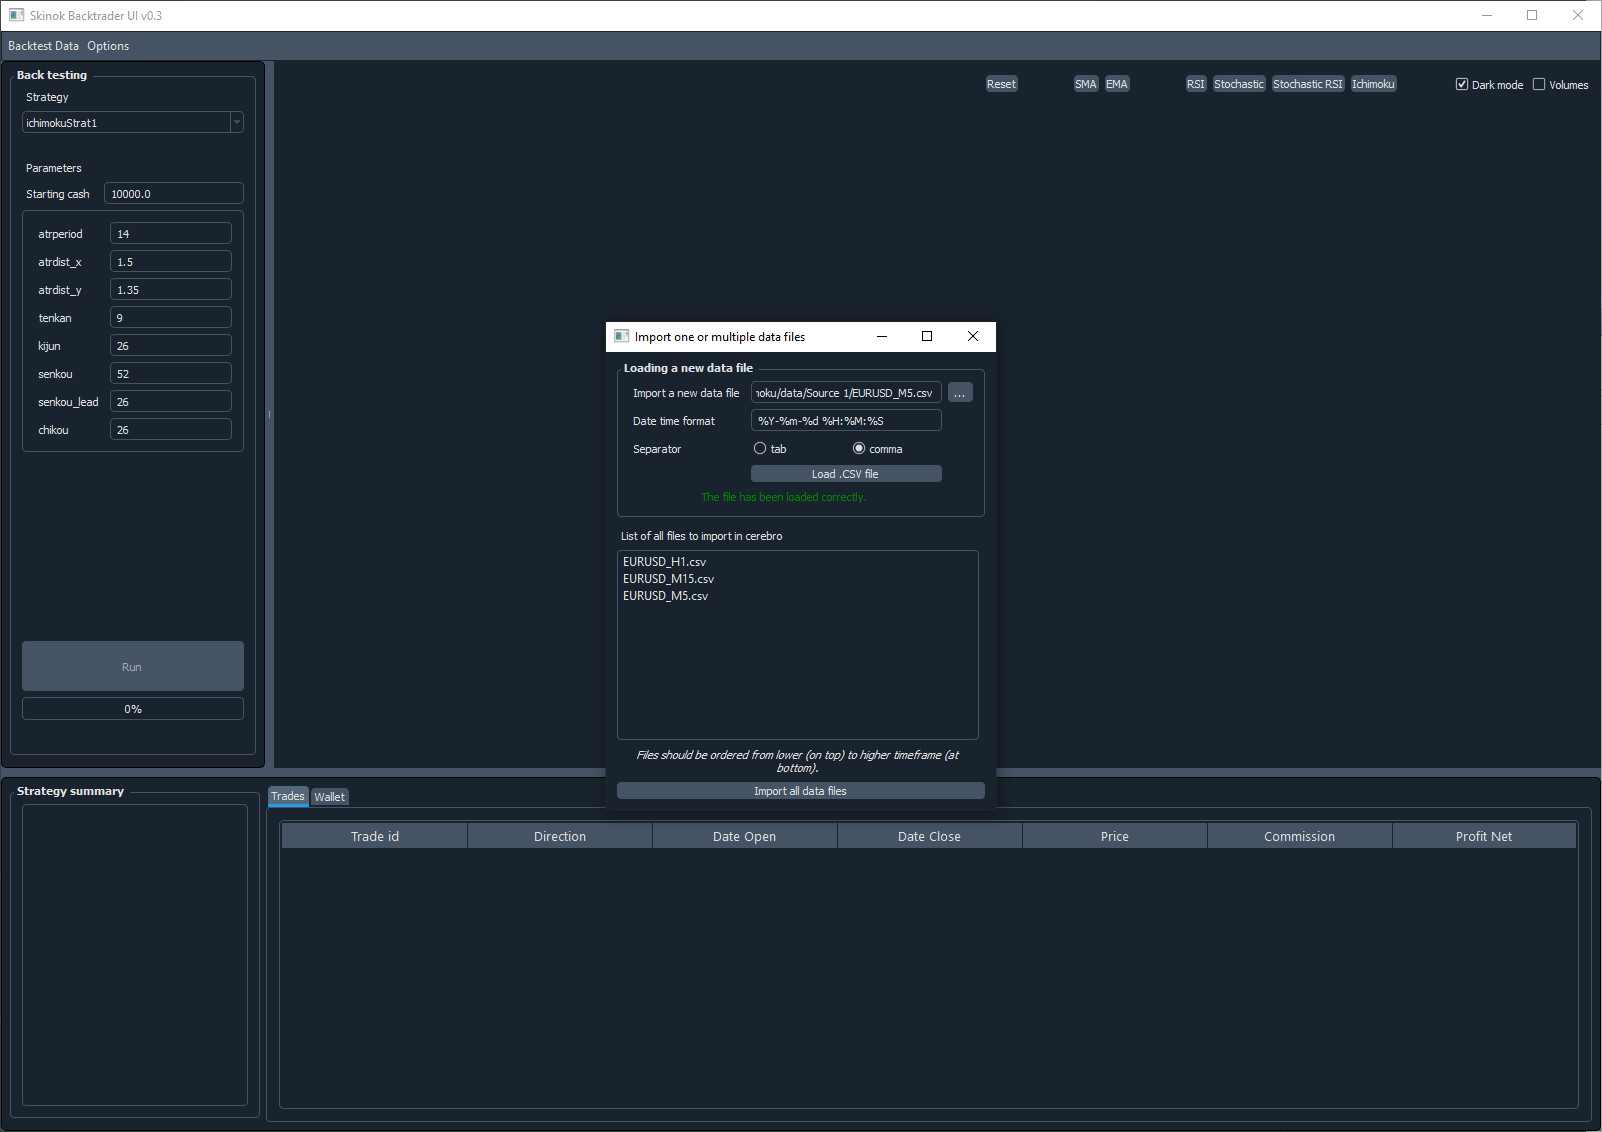 Skinok Backtrader UI v0.3
Backtest Data Options
Back testing
Strategy
ichimokuStrat1
Parameters
Starting cash 10000.0
atrperiod 14
atrdist_x 1.5
atrdist_y 1.35
tenkan 9
kijun 26
senkou 52
senkou_lead 26
chikou 26
Run
0%
Reset SMA EMA RSI Stochastic Stochastic RSI Ichimoku Dark mode Volumes
Import one or multiple data files
Loading a new data file
Import a new data file noku/data/Source 1/EURUSD_M5.csv ...
Date time format %Y-%m-%d %H:%M:%S
Separator tab comma
Load .CSV file
The file has been loaded correctly.
List of all files to import in cerebro
EURUSD_H1.csv
EURUSD_M15.csv
EURUSD_M5.csv
Files should be ordered from lower (on top) to higher timeframe (at
bottom).
Import all data files
Strategy summary
Trades Wallet
Trade id Direction Date Open Date Close Price Commission Profit Net